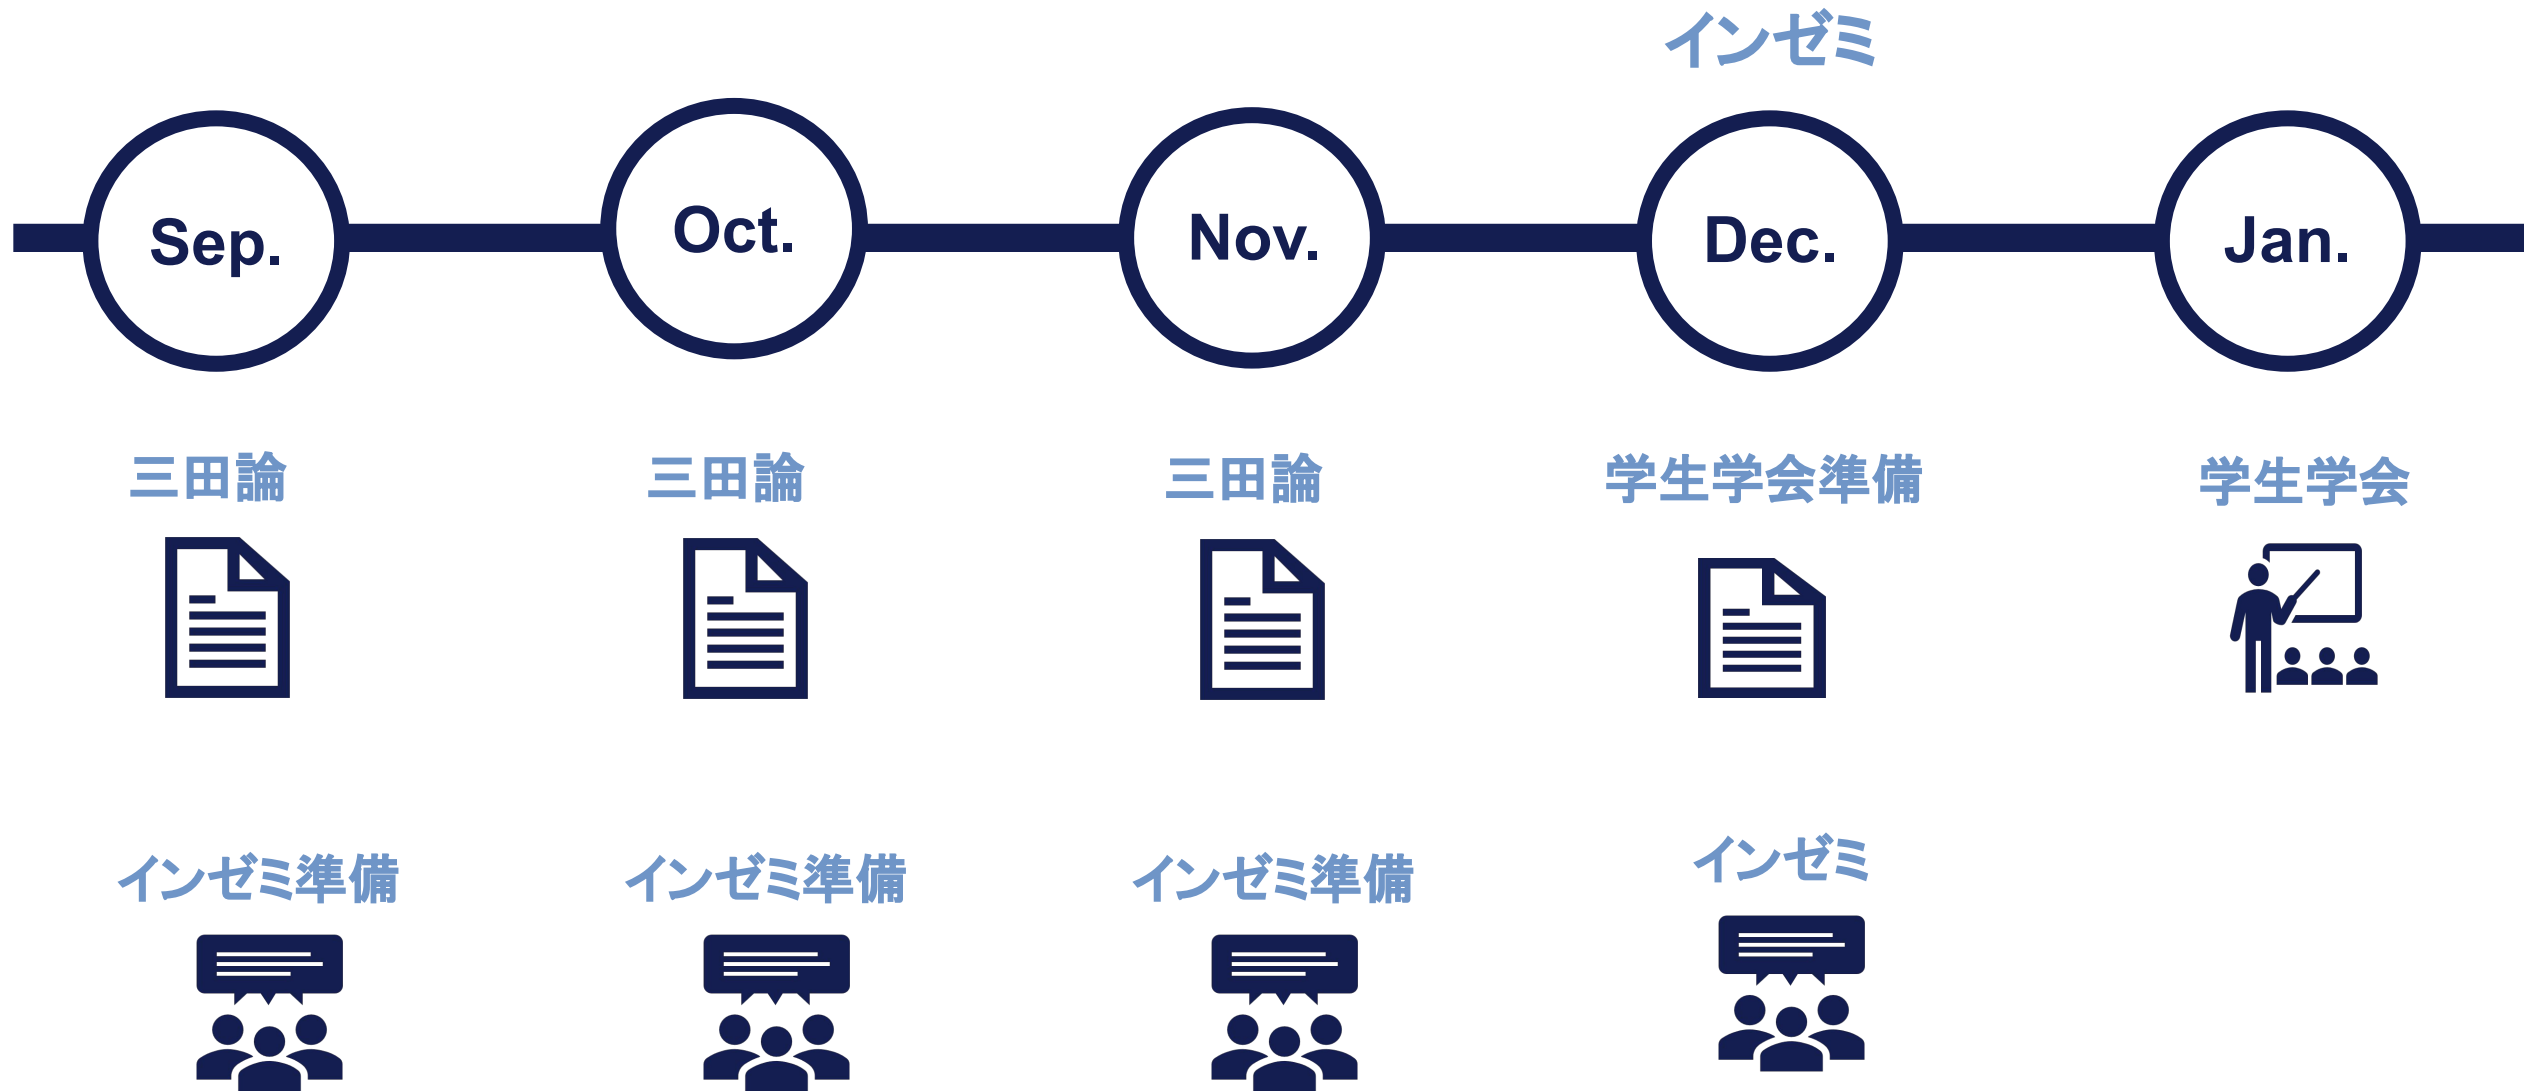 インゼミ
Sep.
Oct.
Nov.
Dec.
Jan.
三田論
三田論
三田論
学生学会準備
学生学会
インゼミ準備
インゼミ準備
インゼミ準備
インゼミ